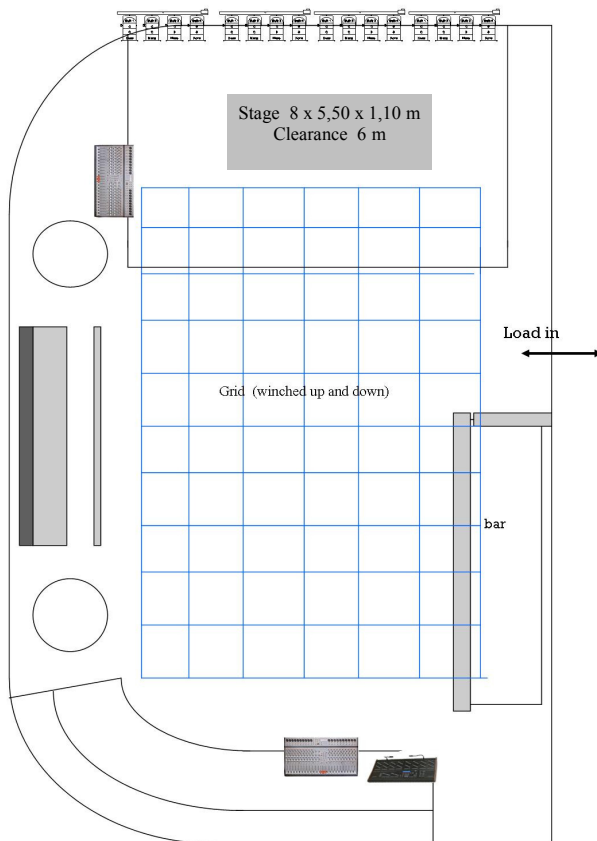 Stage 8 x 5,50 x 1,10 m
Clearance 6 m
Load in
Grid (winched up and down)
bar